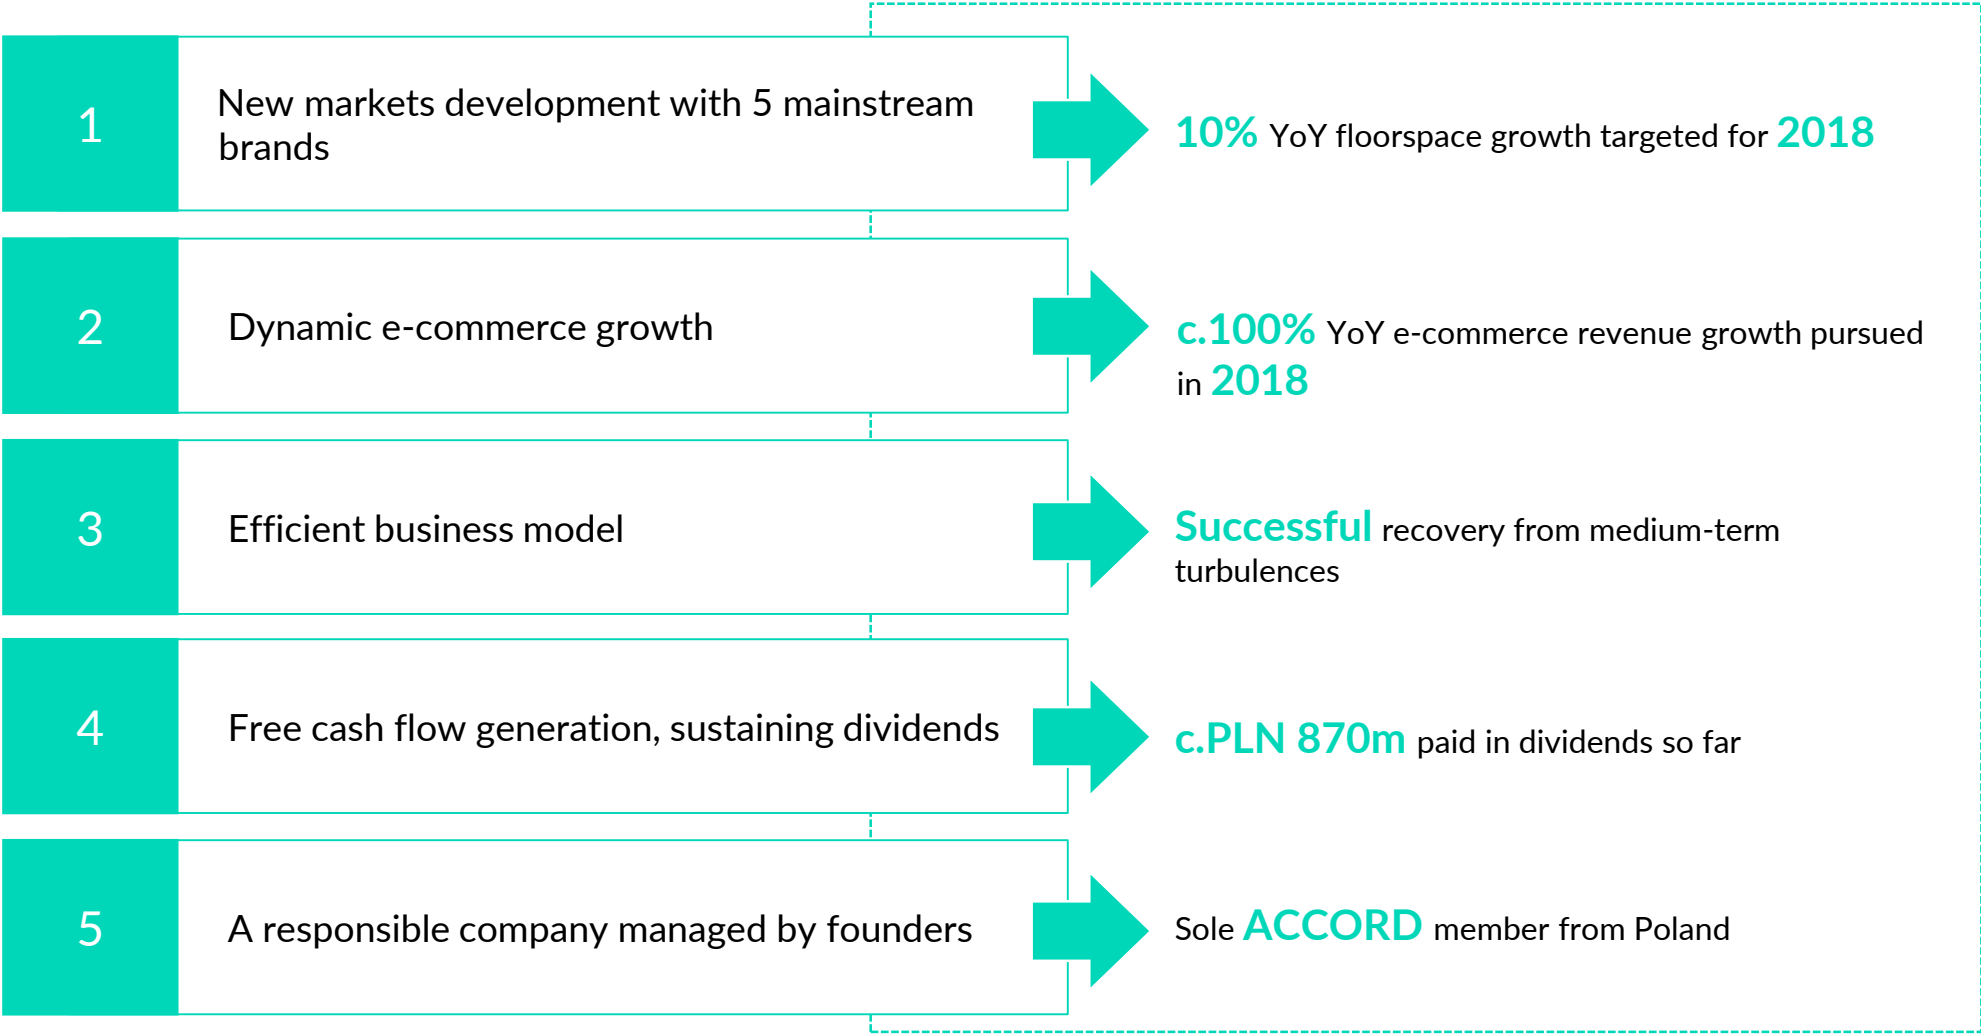 1
New markets development with 5 mainstream
brands
10% YoY floorspace growth targeted for 2018
2
Dynamic e-commerce growth
c.100% YoY e-commerce revenue growth pursued
in 2018
3
Efficient business model
Successful recovery from medium-term
turbulences
4
Free cash flow generation, sustaining dividends
c.PLN 870m paid in dividends so far
5
A responsible company managed by founders
Sole ACCORD member from Poland